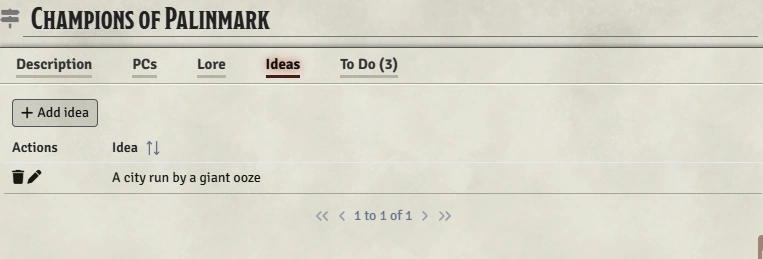 Champions of Palinmark
Description PCs Lore Ideas To Do (3)
+ Add idea
Actions Idea
A city run by a giant ooze
1 to 1 of 1